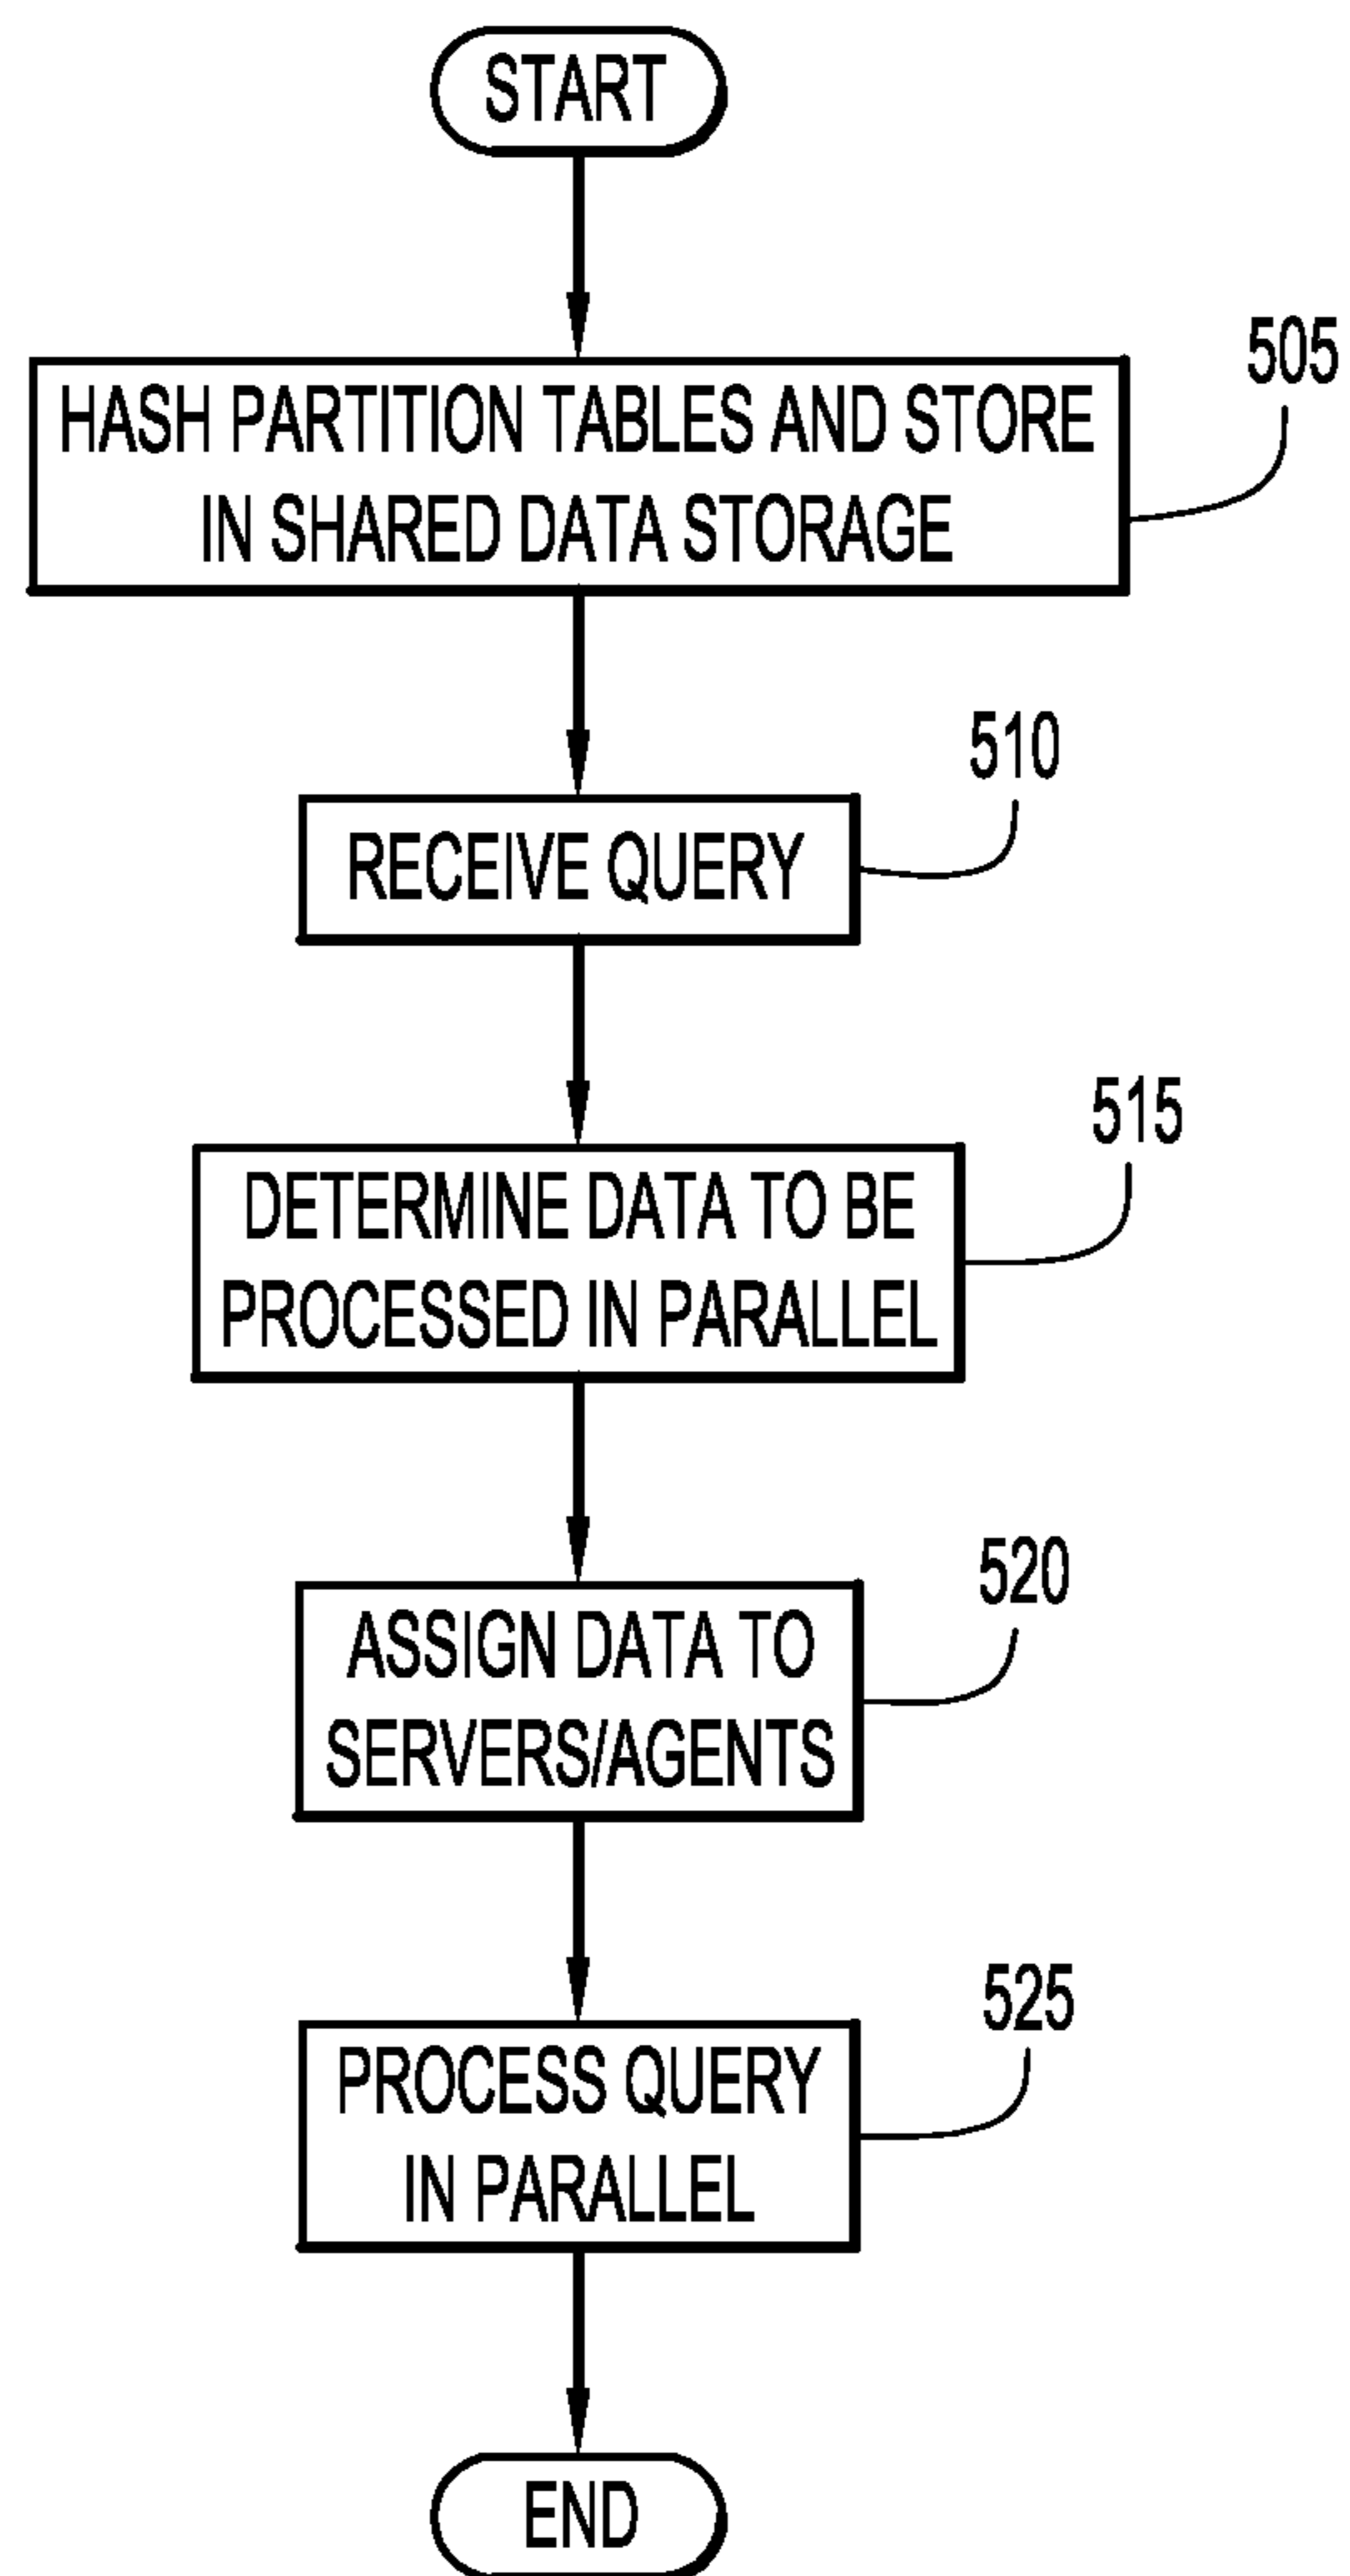 START
HASH PARTITION TABLES AND STORE
IN SHARED DATA STORAGE
505
RECEIVE QUERY
510
DETERMINE DATA TO BE
PROCESSED IN PARALLEL
515
ASSIGN DATA TO
SERVERS/AGENTS
520
PROCESS QUERY
IN PARALLEL
525
END